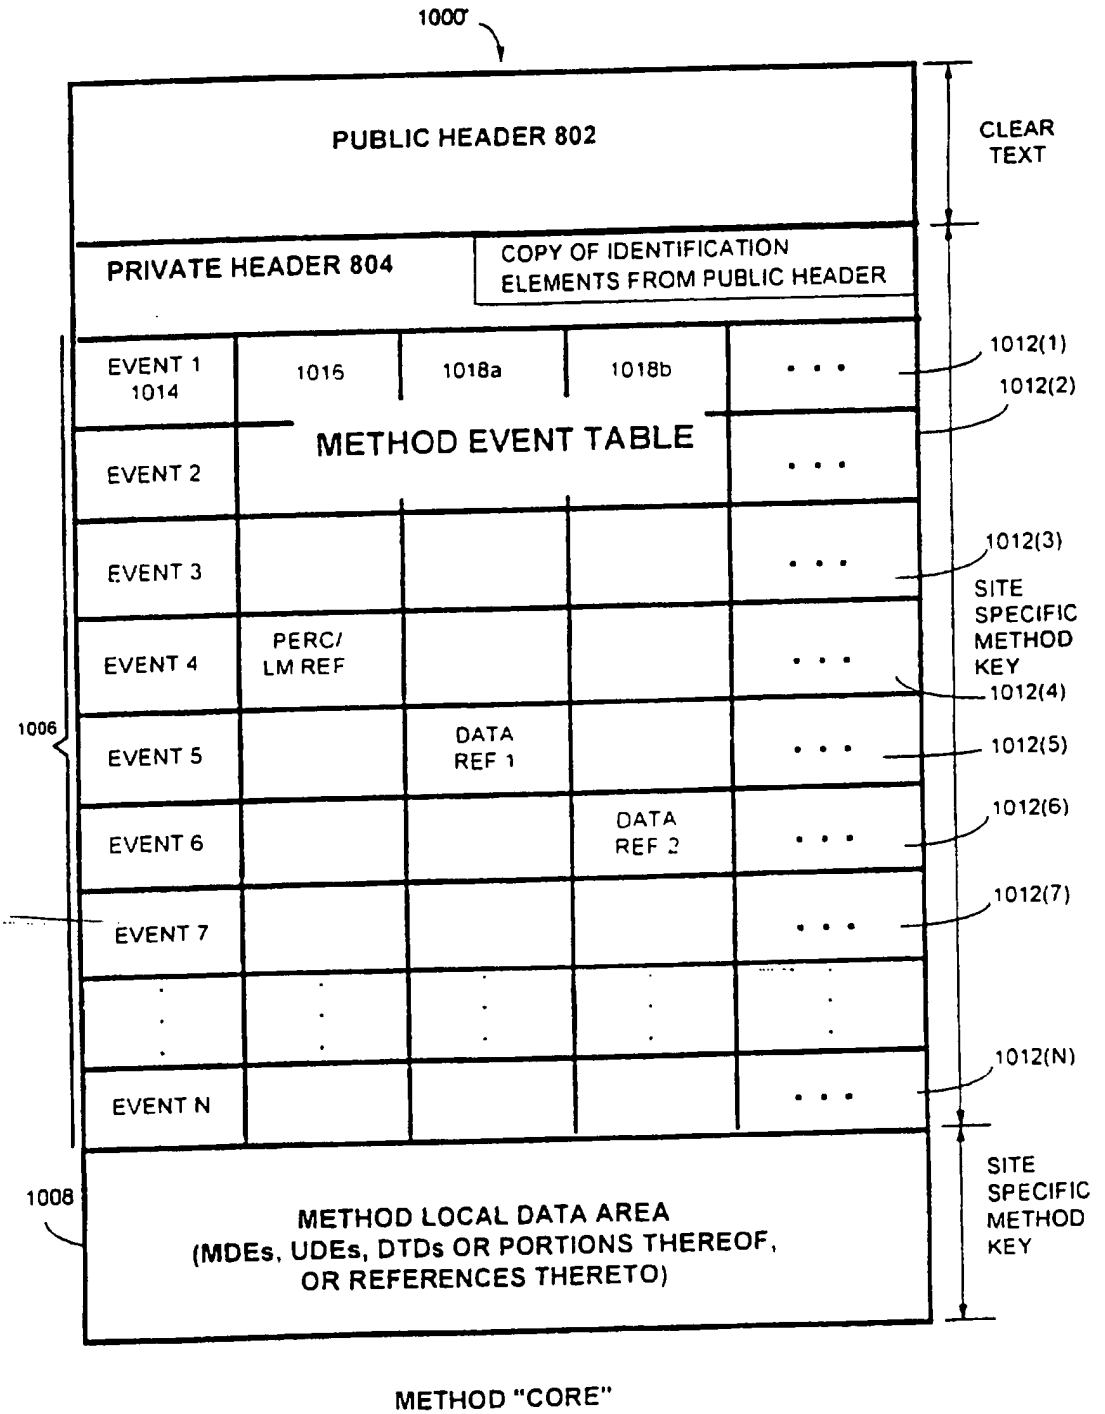 1000
PUBLIC HEADER 802
CLEAR
TEXT
PRIVATE HEADER 804
COPY OF IDENTIFICATION
ELEMENTS FROM PUBLIC HEADER
EVENT 1
1014
1016
1018a
1018b
. . .
1012(1)
1012(2)
METHOD EVENT TABLE
EVENT 2
. . .
EVENT 3
. . .
1012(3)
SITE
SPECIFIC
METHOD
KEY
EVENT 4
PERC/
LM REF
. . .
1012(4)
1006
EVENT 5
DATA
REF 1
. . .
1012(5)
EVENT 6
DATA
REF 2
. . .
1012(6)
EVENT 7
. . .
1012(7)
EVENT N
. . .
1012(N)
1008
METHOD LOCAL DATA AREA
(MDEs, UDEs, DTDs OR PORTIONS THEREOF,
OR REFERENCES THERETO)
SITE
SPECIFIC
METHOD
KEY
METHOD "CORE"